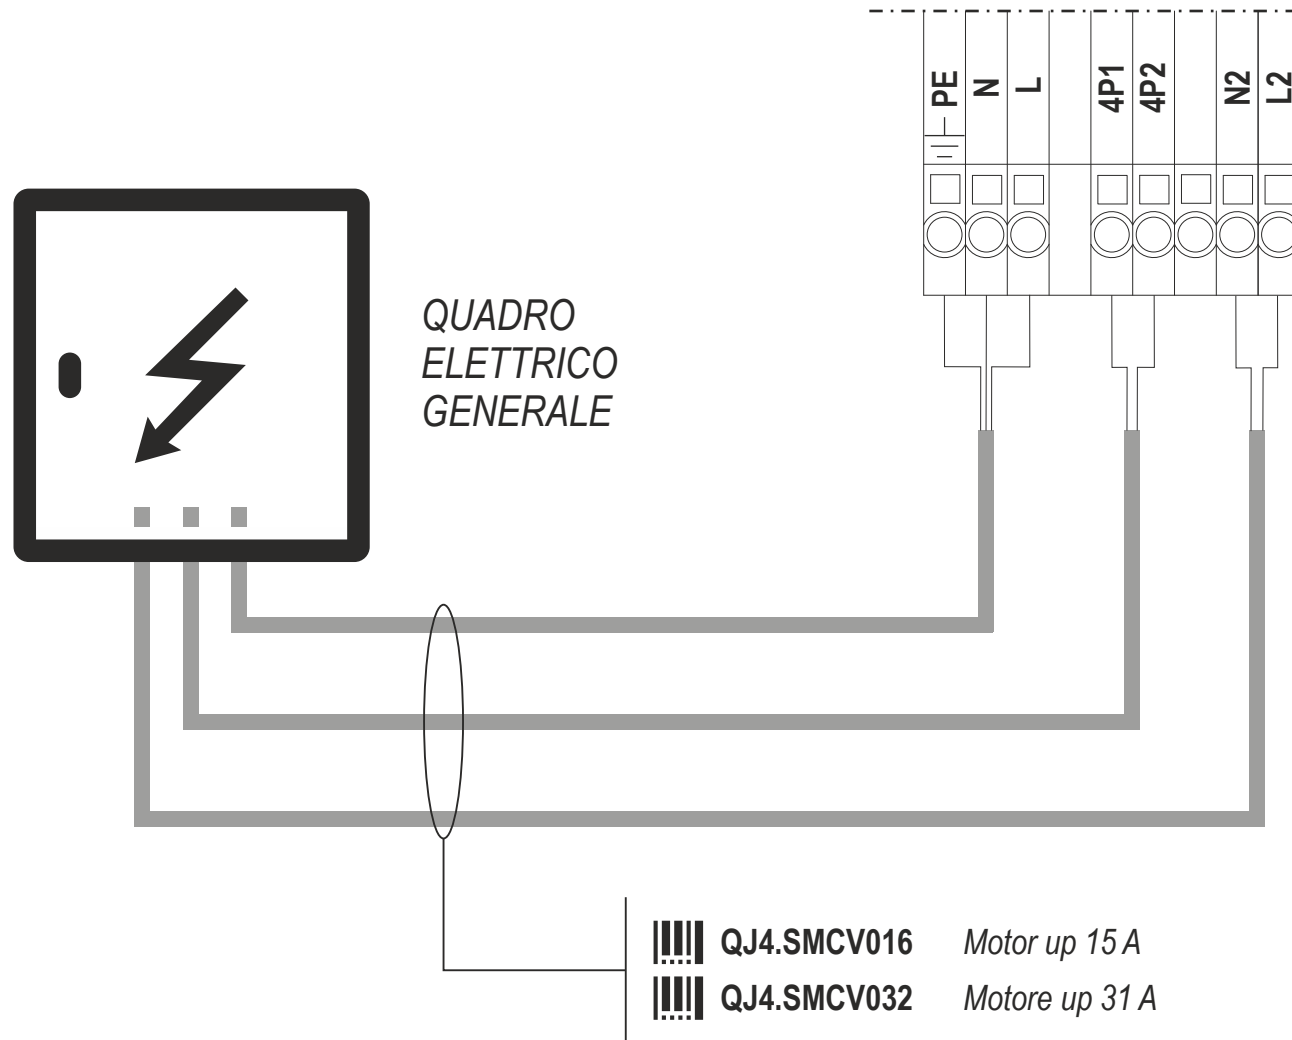 PE N L 4P1 4P2 N2 L2
QUADRO
ELETTRICO
GENERALE
QJ4.SMCV016 Motor up 15 A
QJ4.SMCV032 Motore up 31 A